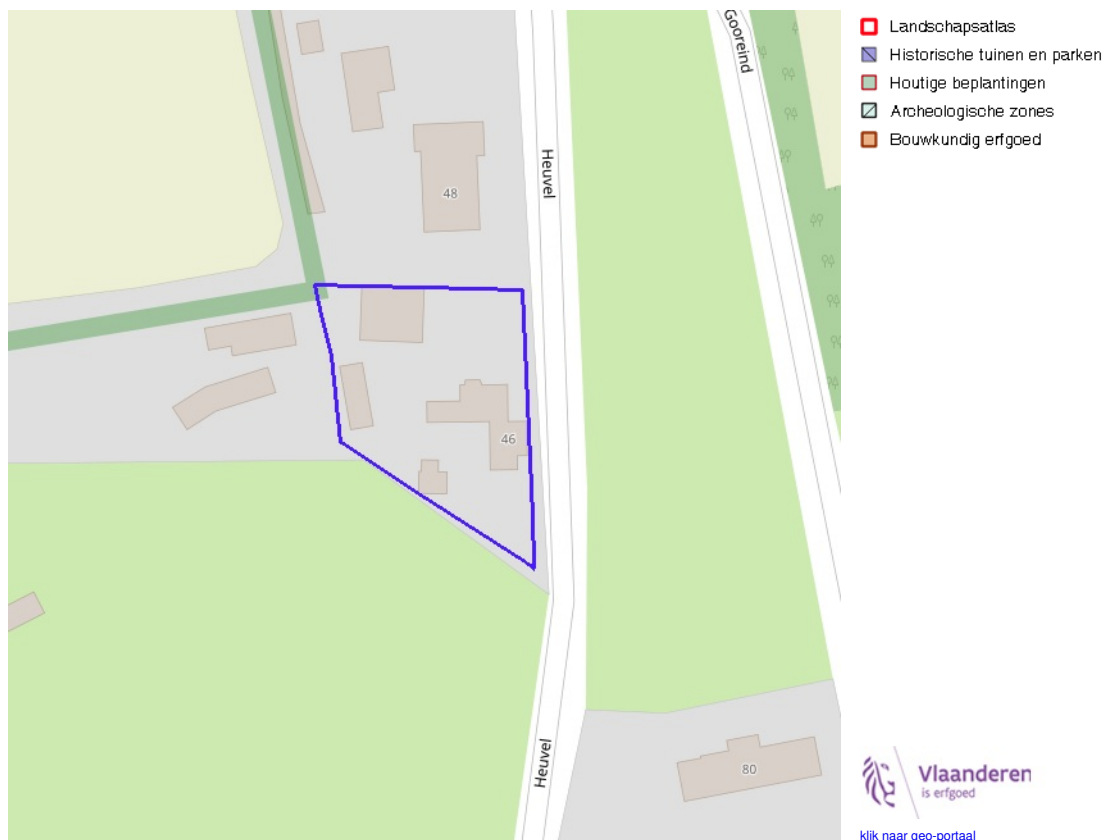 Gooreind
Heuvel
48
46
Heuvel
80
Landschapsatlas
Historische tuinen en parken
Houtige beplantingen
Archeologische zones
Bouwkundig erfgoed
Vlaanderen
is erfgoed
klik naar geo-portaal